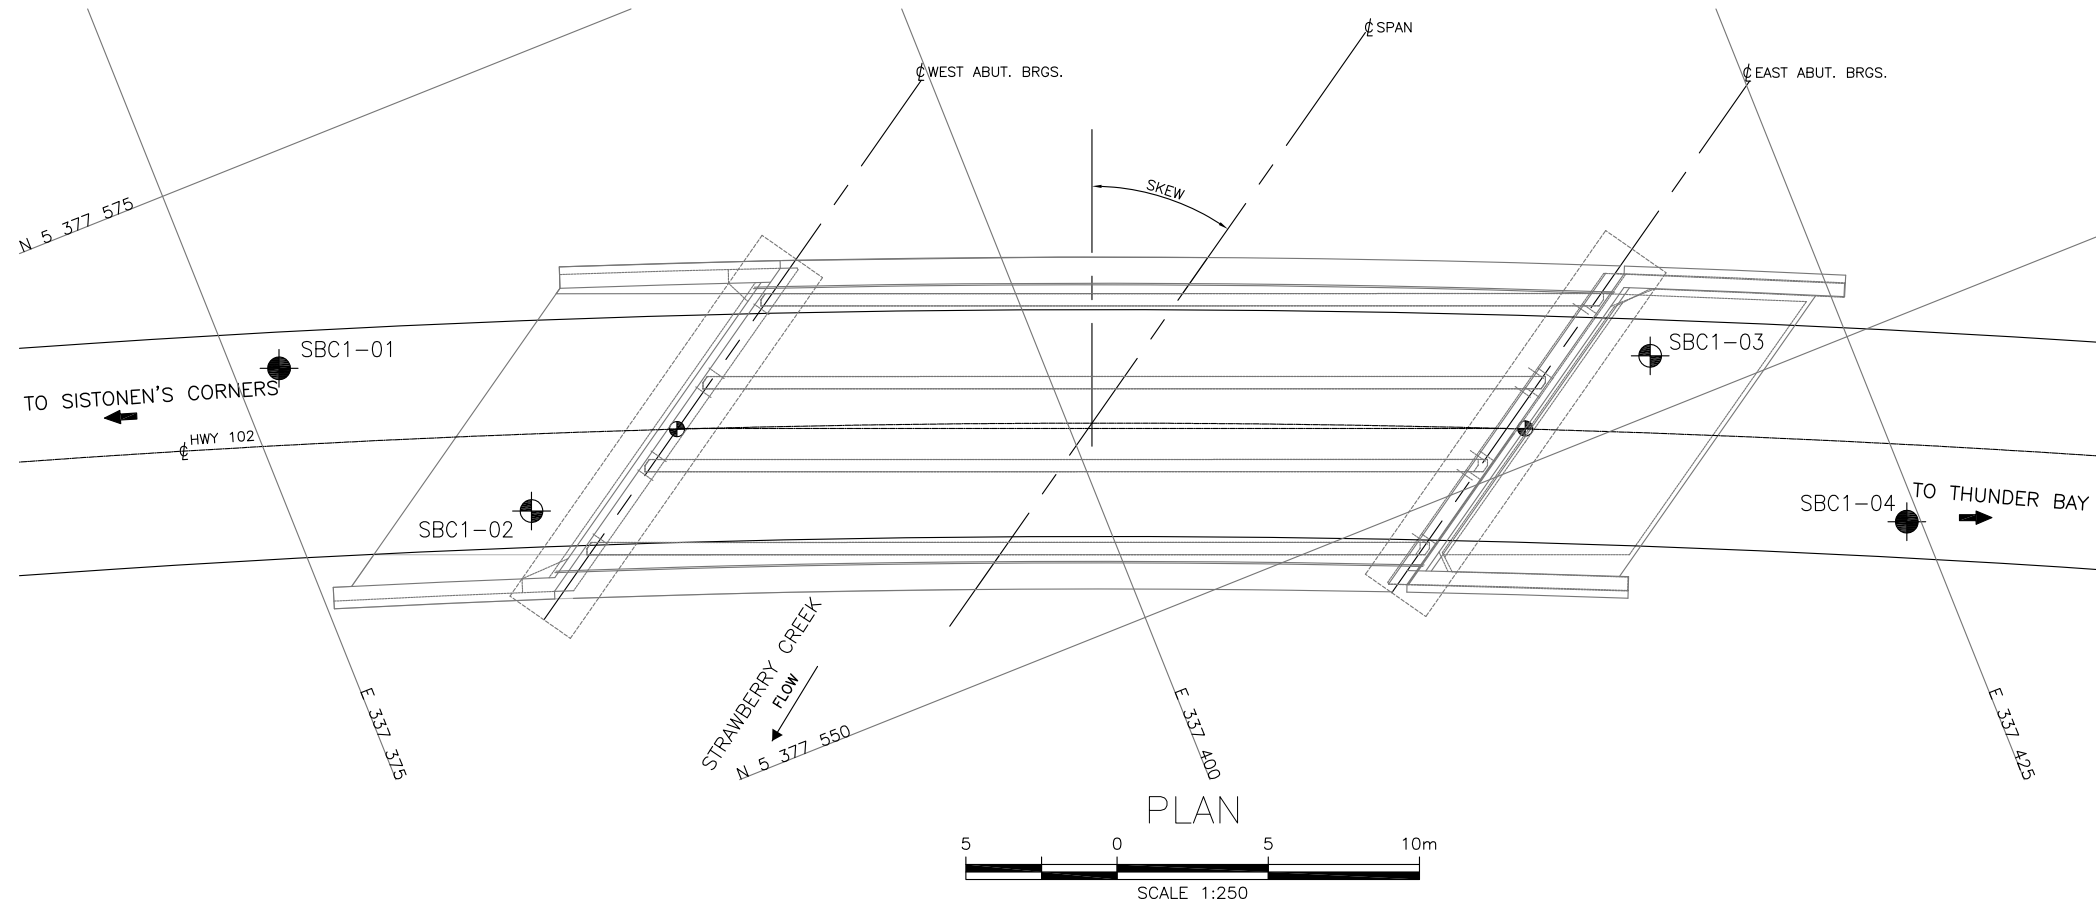 ℄ SPAN
℄ WEST ABUT. BRGS.
℄ EAST ABUT. BRGS.
SKEW
N 5 377 575
SBC1-01
SBC1-03
TO SISTONEN'S CORNERS
℄ HWY 102
SBC1-02
SBC1-04
TO THUNDER BAY
STRAWBERRY CREEK
FLOW
N 5 377 550
E 337 375
E 337 400
E 337 425
PLAN
5 0 5 10m
SCALE 1:250